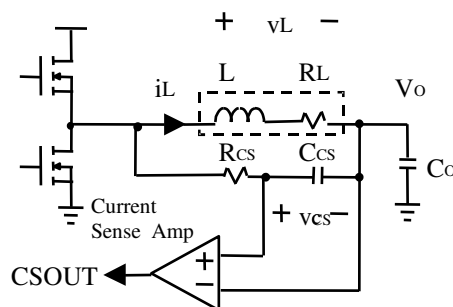 + vL −
iL L RL VO
RCS CCS
CO
Current
Sense Amp
+ vcs −
CSOUT
+
−